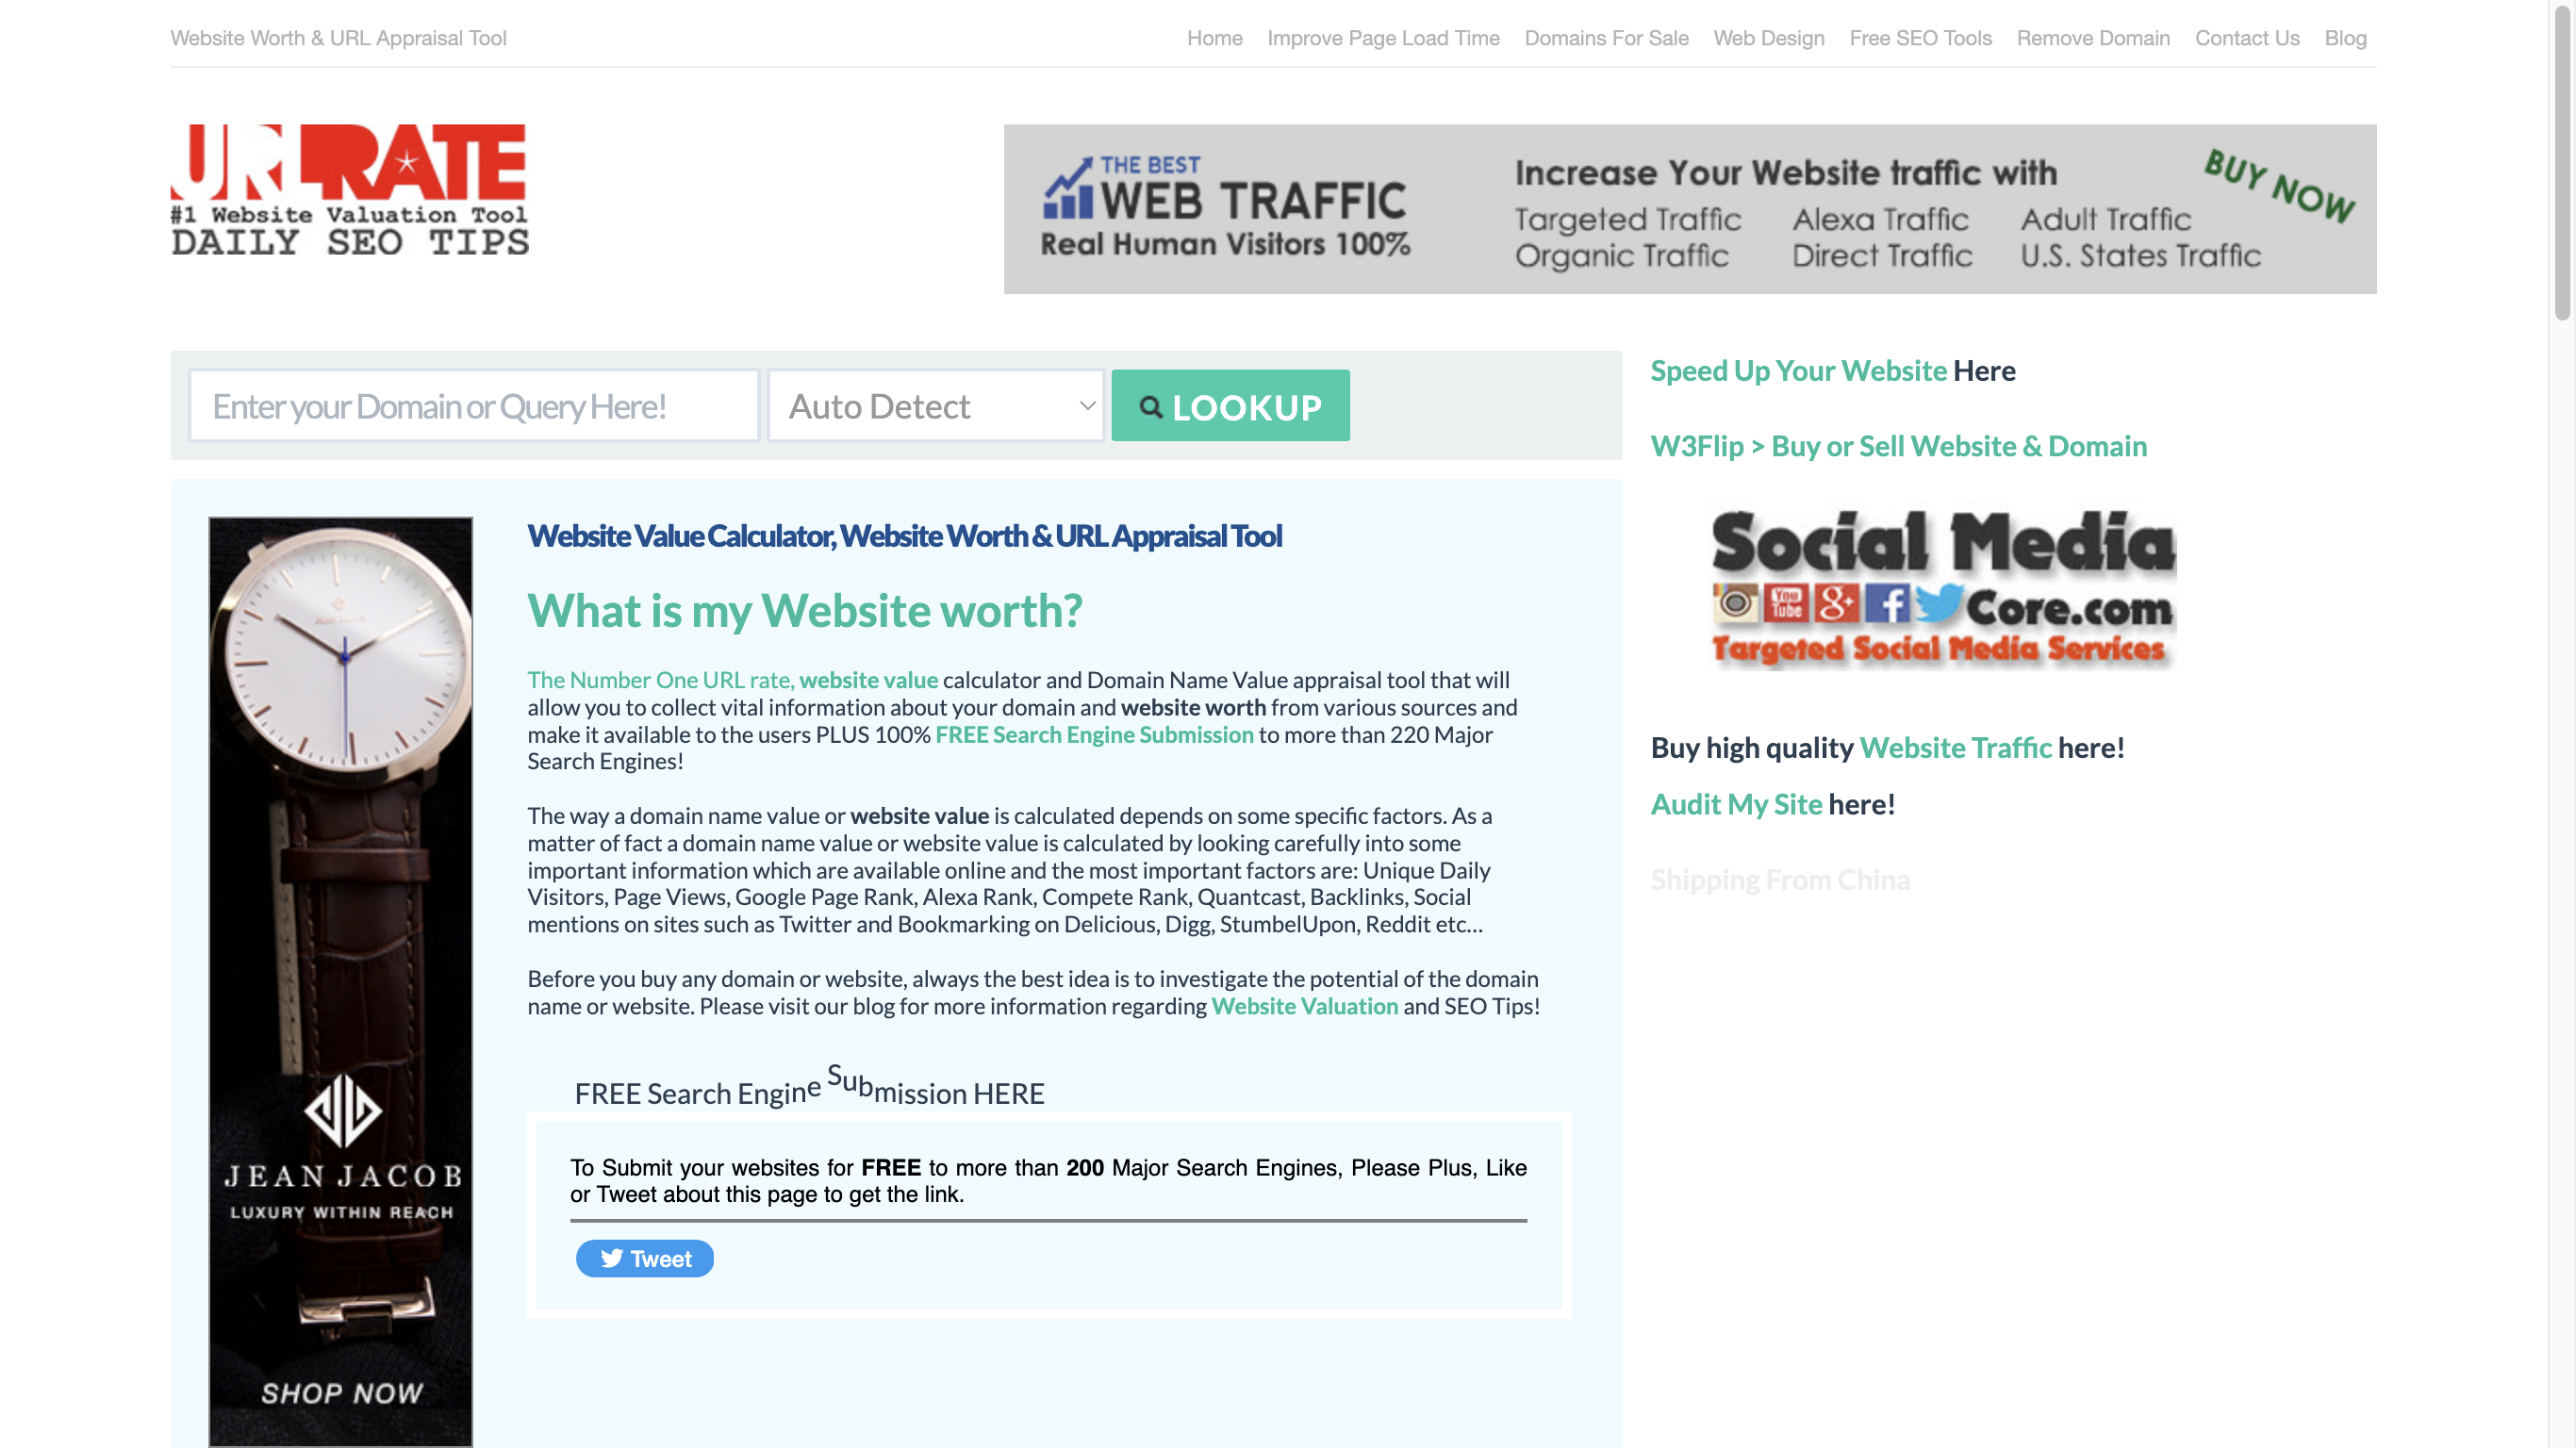 Website Worth & URL Appraisal Tool
Home Improve Page Load Time Domains For Sale Web Design Free SEO Tools Remove Domain Contact Us Blog
URLRATE
#1 Website Valuation Tool
DAILY SEO TIPS
THE BEST
WEB TRAFFIC
Real Human Visitors 100%
Increase Your Website traffic with
Targeted Traffic Alexa Traffic Adult Traffic
Organic Traffic Direct Traffic U.S. States Traffic
BUY NOW
Enter your Domain or Query Here!
Auto Detect
LOOKUP
Speed Up Your Website Here
W3Flip > Buy or Sell Website & Domain
Social Media
You Tube g+ f Core.com
Targeted Social Media Services
Buy high quality Website Traffic here!
Audit My Site here!
Shipping From China
JEAN JACOB
JEAN JACOB
LUXURY WITHIN REACH
SHOP NOW
Website Value Calculator, Website Worth & URL Appraisal Tool
What is my Website worth?
The Number One URL rate, website value calculator and Domain Name Value appraisal tool that will
allow you to collect vital information about your domain and website worth from various sources and
make it available to the users PLUS 100% FREE Search Engine Submission to more than 220 Major
Search Engines!
The way a domain name value or website value is calculated depends on some specific factors. As a
matter of fact a domain name value or website value is calculated by looking carefully into some
important information which are available online and the most important factors are: Unique Daily
Visitors, Page Views, Google Page Rank, Alexa Rank, Compete Rank, Quantcast, Backlinks, Social
mentions on sites such as Twitter and Bookmarking on Delicious, Digg, StumbelUpon, Reddit etc...
Before you buy any domain or website, always the best idea is to investigate the potential of the domain
name or website. Please visit our blog for more information regarding Website Valuation and SEO Tips!
FREE Search Engine Submission HERE
To Submit your websites for FREE to more than 200 Major Search Engines, Please Plus, Like
or Tweet about this page to get the link.
Tweet